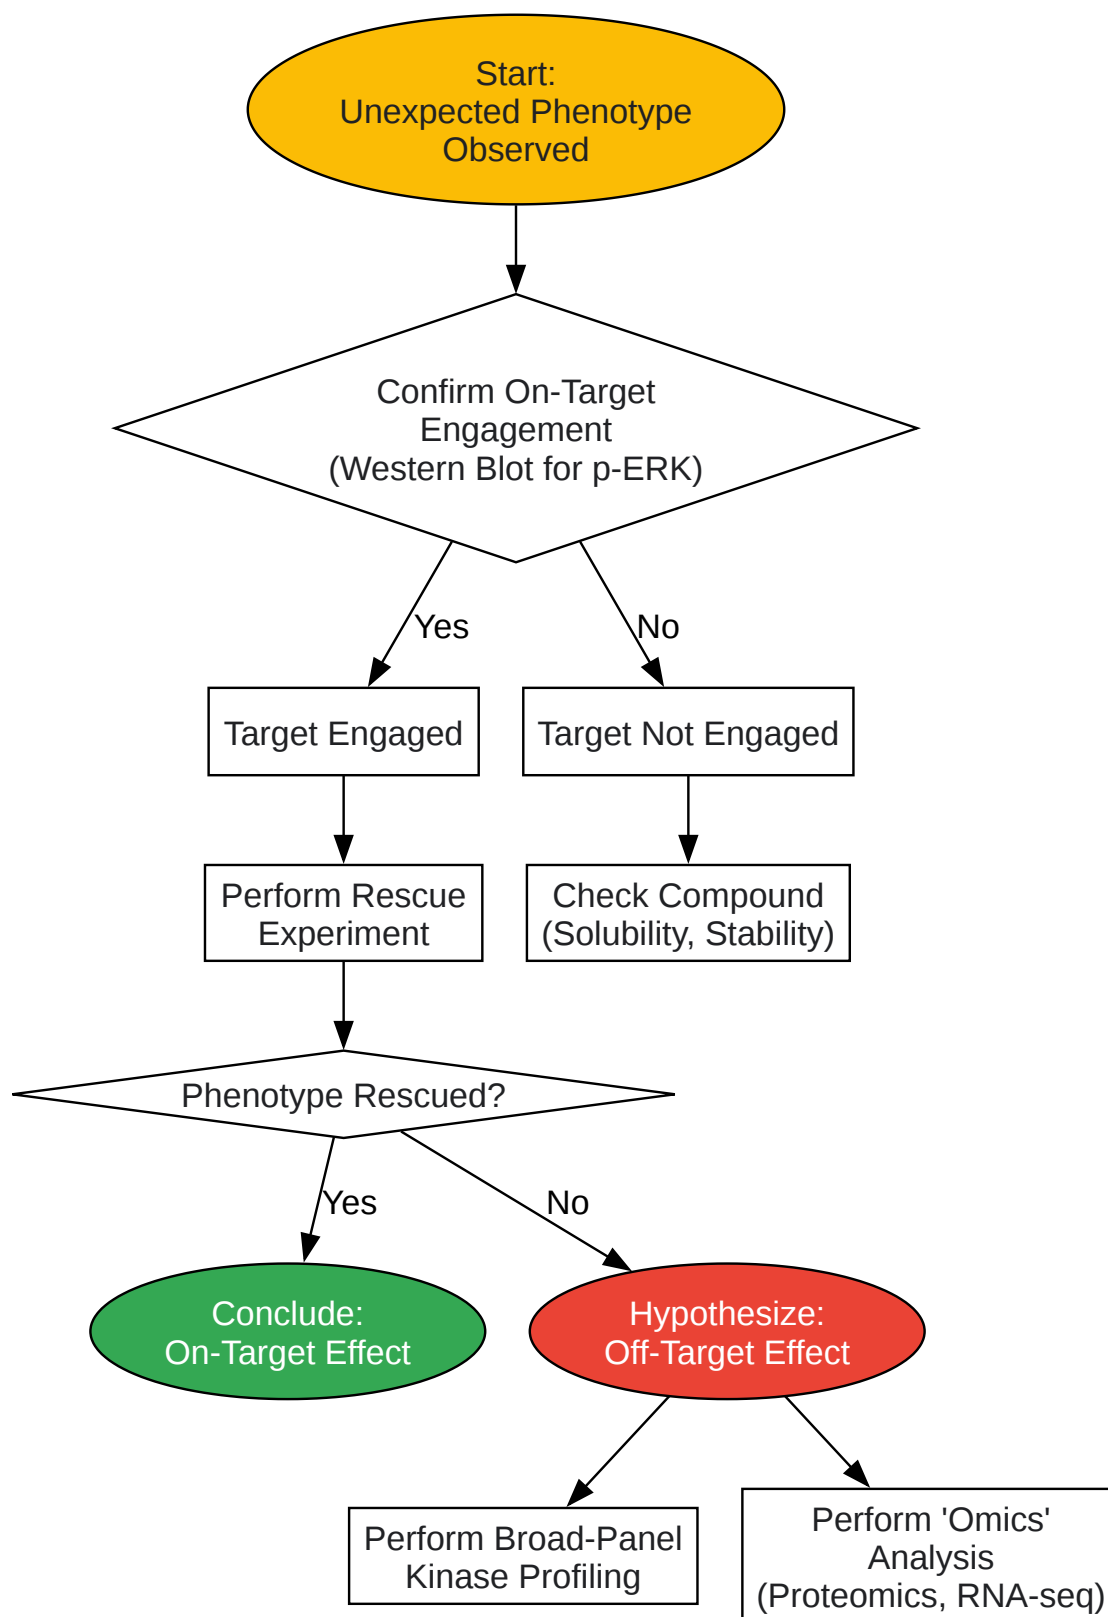 Start:
Unexpected Phenotype
Observed
Confirm On-Target
Engagement
(Western Blot for p-ERK)
Yes
No
Target Engaged
Target Not Engaged
Perform Rescue
Experiment
Check Compound
(Solubility, Stability)
Phenotype Rescued?
Yes
No
Conclude:
On-Target Effect
Hypothesize:
Off-Target Effect
Perform Broad-Panel
Kinase Profiling
Perform 'Omics'
Analysis
(Proteomics, RNA-seq)